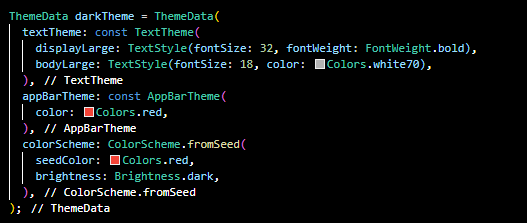 ThemeData darkTheme = ThemeData(
  textTheme: const TextTheme(
    displayLarge: TextStyle(fontSize: 32, fontWeight: FontWeight.bold),
    bodyLarge: TextStyle(fontSize: 18, color: Colors.white70),
  ), // TextTheme
  appBarTheme: const AppBarTheme(
    color: Colors.red,
  ), // AppBarTheme
  colorScheme: ColorScheme.fromSeed(
    seedColor: Colors.red,
    brightness: Brightness.dark,
  ), // ColorScheme.fromSeed
); // ThemeData